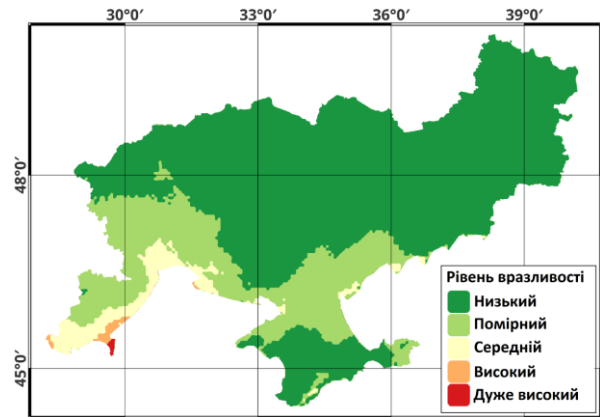 30°0′ 33°0′ 36°0′ 39°0′
48°0′
45°0′
Рівень вразливості
Низький
Помірний
Середній
Високий
Дуже високий